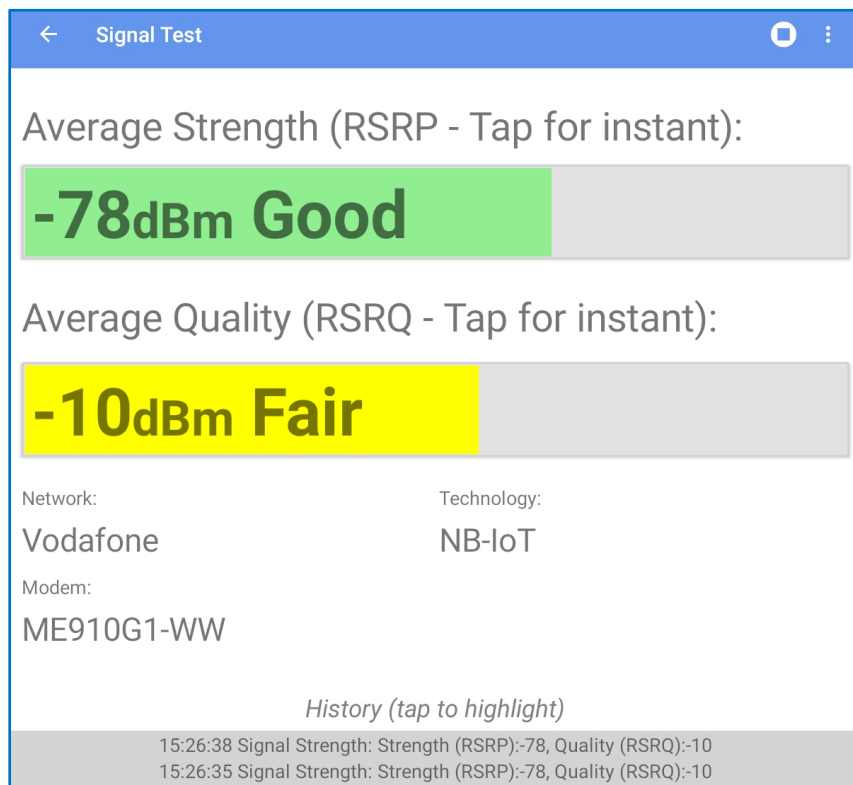 Signal Test
Average Strength (RSRP - Tap for instant):
-78dBm Good
Average Quality (RSRQ - Tap for instant):
-10dBm Fair
Network:
Technology:
Vodafone
NB-IoT
Modem:
ME910G1-WW
History (tap to highlight)
15:26:38 Signal Strength: Strength (RSRP):-78, Quality (RSRQ):-10
15:26:35 Signal Strength: Strength (RSRP):-78, Quality (RSRQ):-10